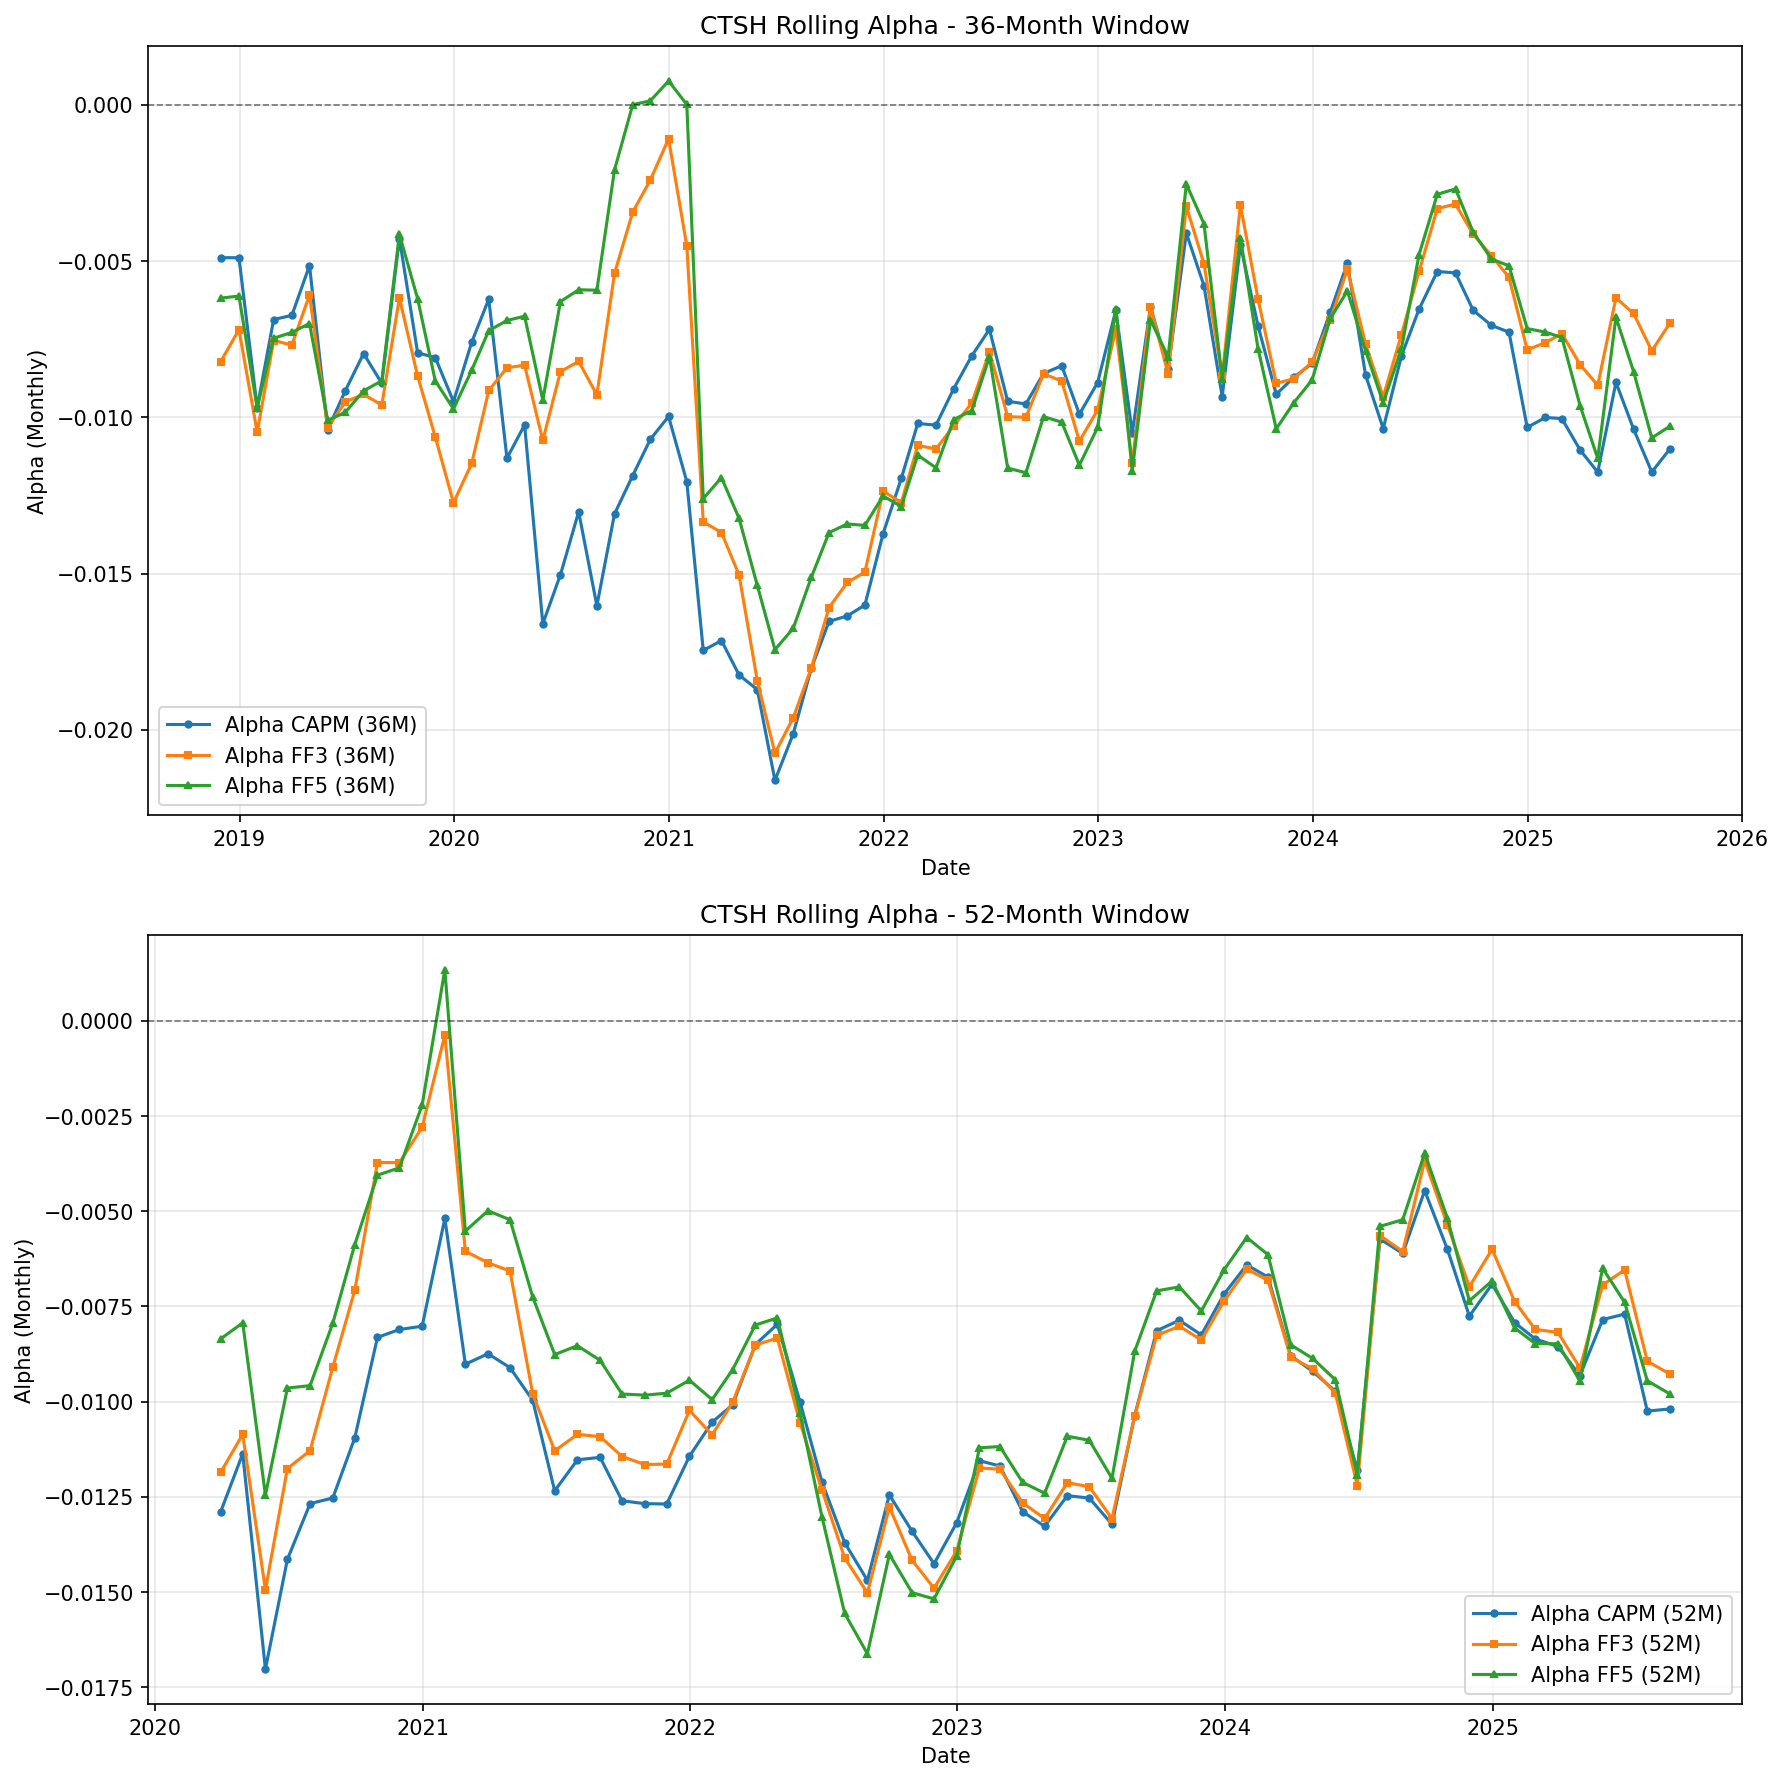 CTSH Rolling Alpha - 36-Month Window
Alpha (Monthly)
0.000
−0.005
−0.010
−0.015
−0.020
Alpha CAPM (36M)
Alpha FF3 (36M)
Alpha FF5 (36M)
2019 2020 2021 2022 2023 2024 2025 2026
Date
CTSH Rolling Alpha - 52-Month Window
Alpha (Monthly)
0.0000
−0.0025
−0.0050
−0.0075
−0.0100
−0.0125
−0.0150
−0.0175
Alpha CAPM (52M)
Alpha FF3 (52M)
Alpha FF5 (52M)
2020 2021 2022 2023 2024 2025
Date